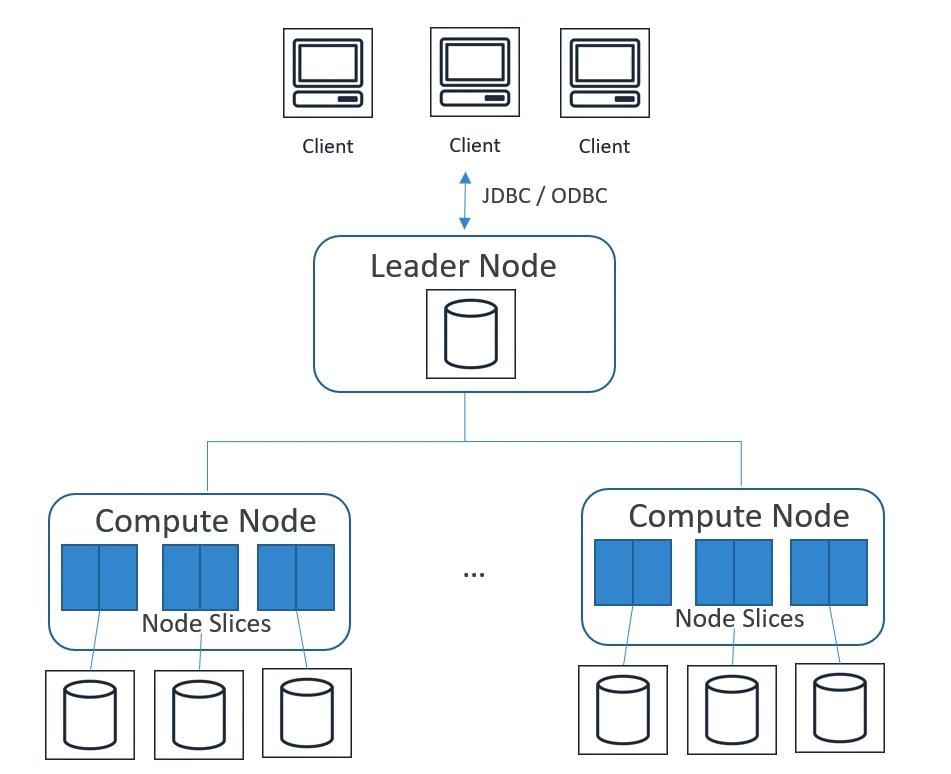 Client
Client
Client
JDBC / ODBC
Leader Node
Compute Node
Compute Node
...
Node Slices
Node Slices